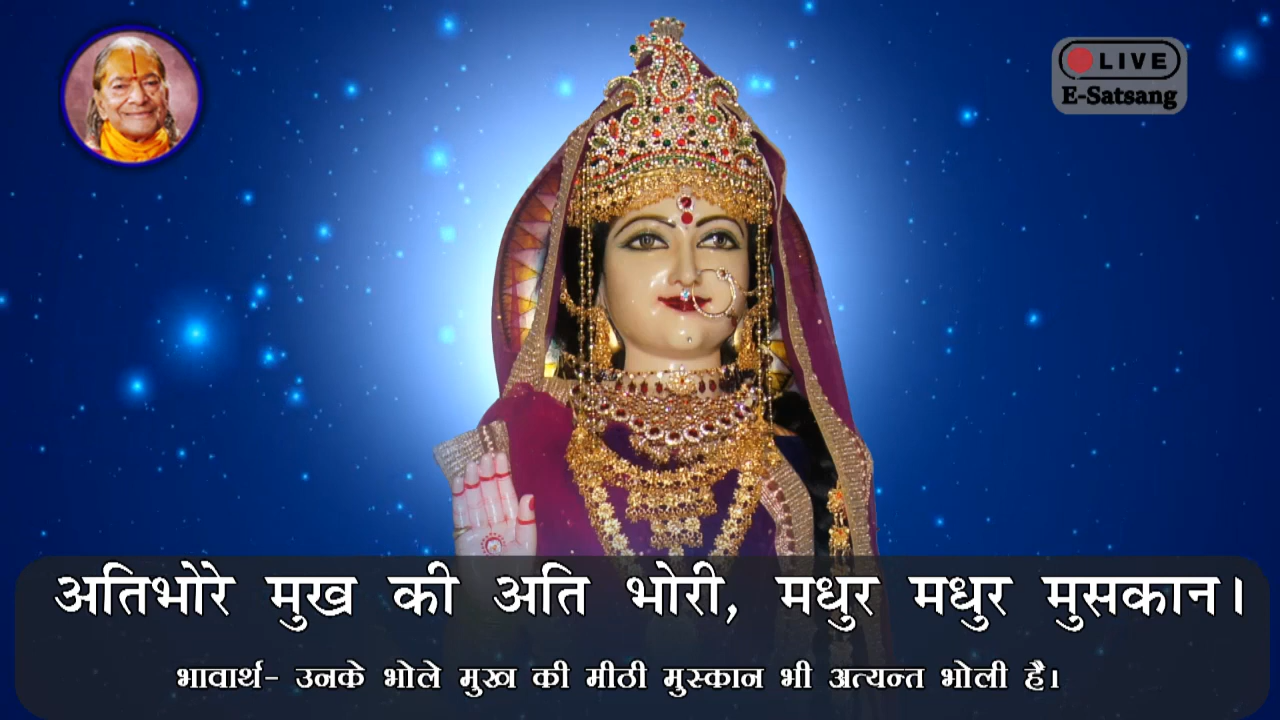 LIVE
E-Satsang
अतिभोरे मुख की अति भोरी, मधुर मधुर मुसकान।
भावार्थ- उनके भोले मुख की मीठी मुस्कान भी अत्यन्त भोली है।